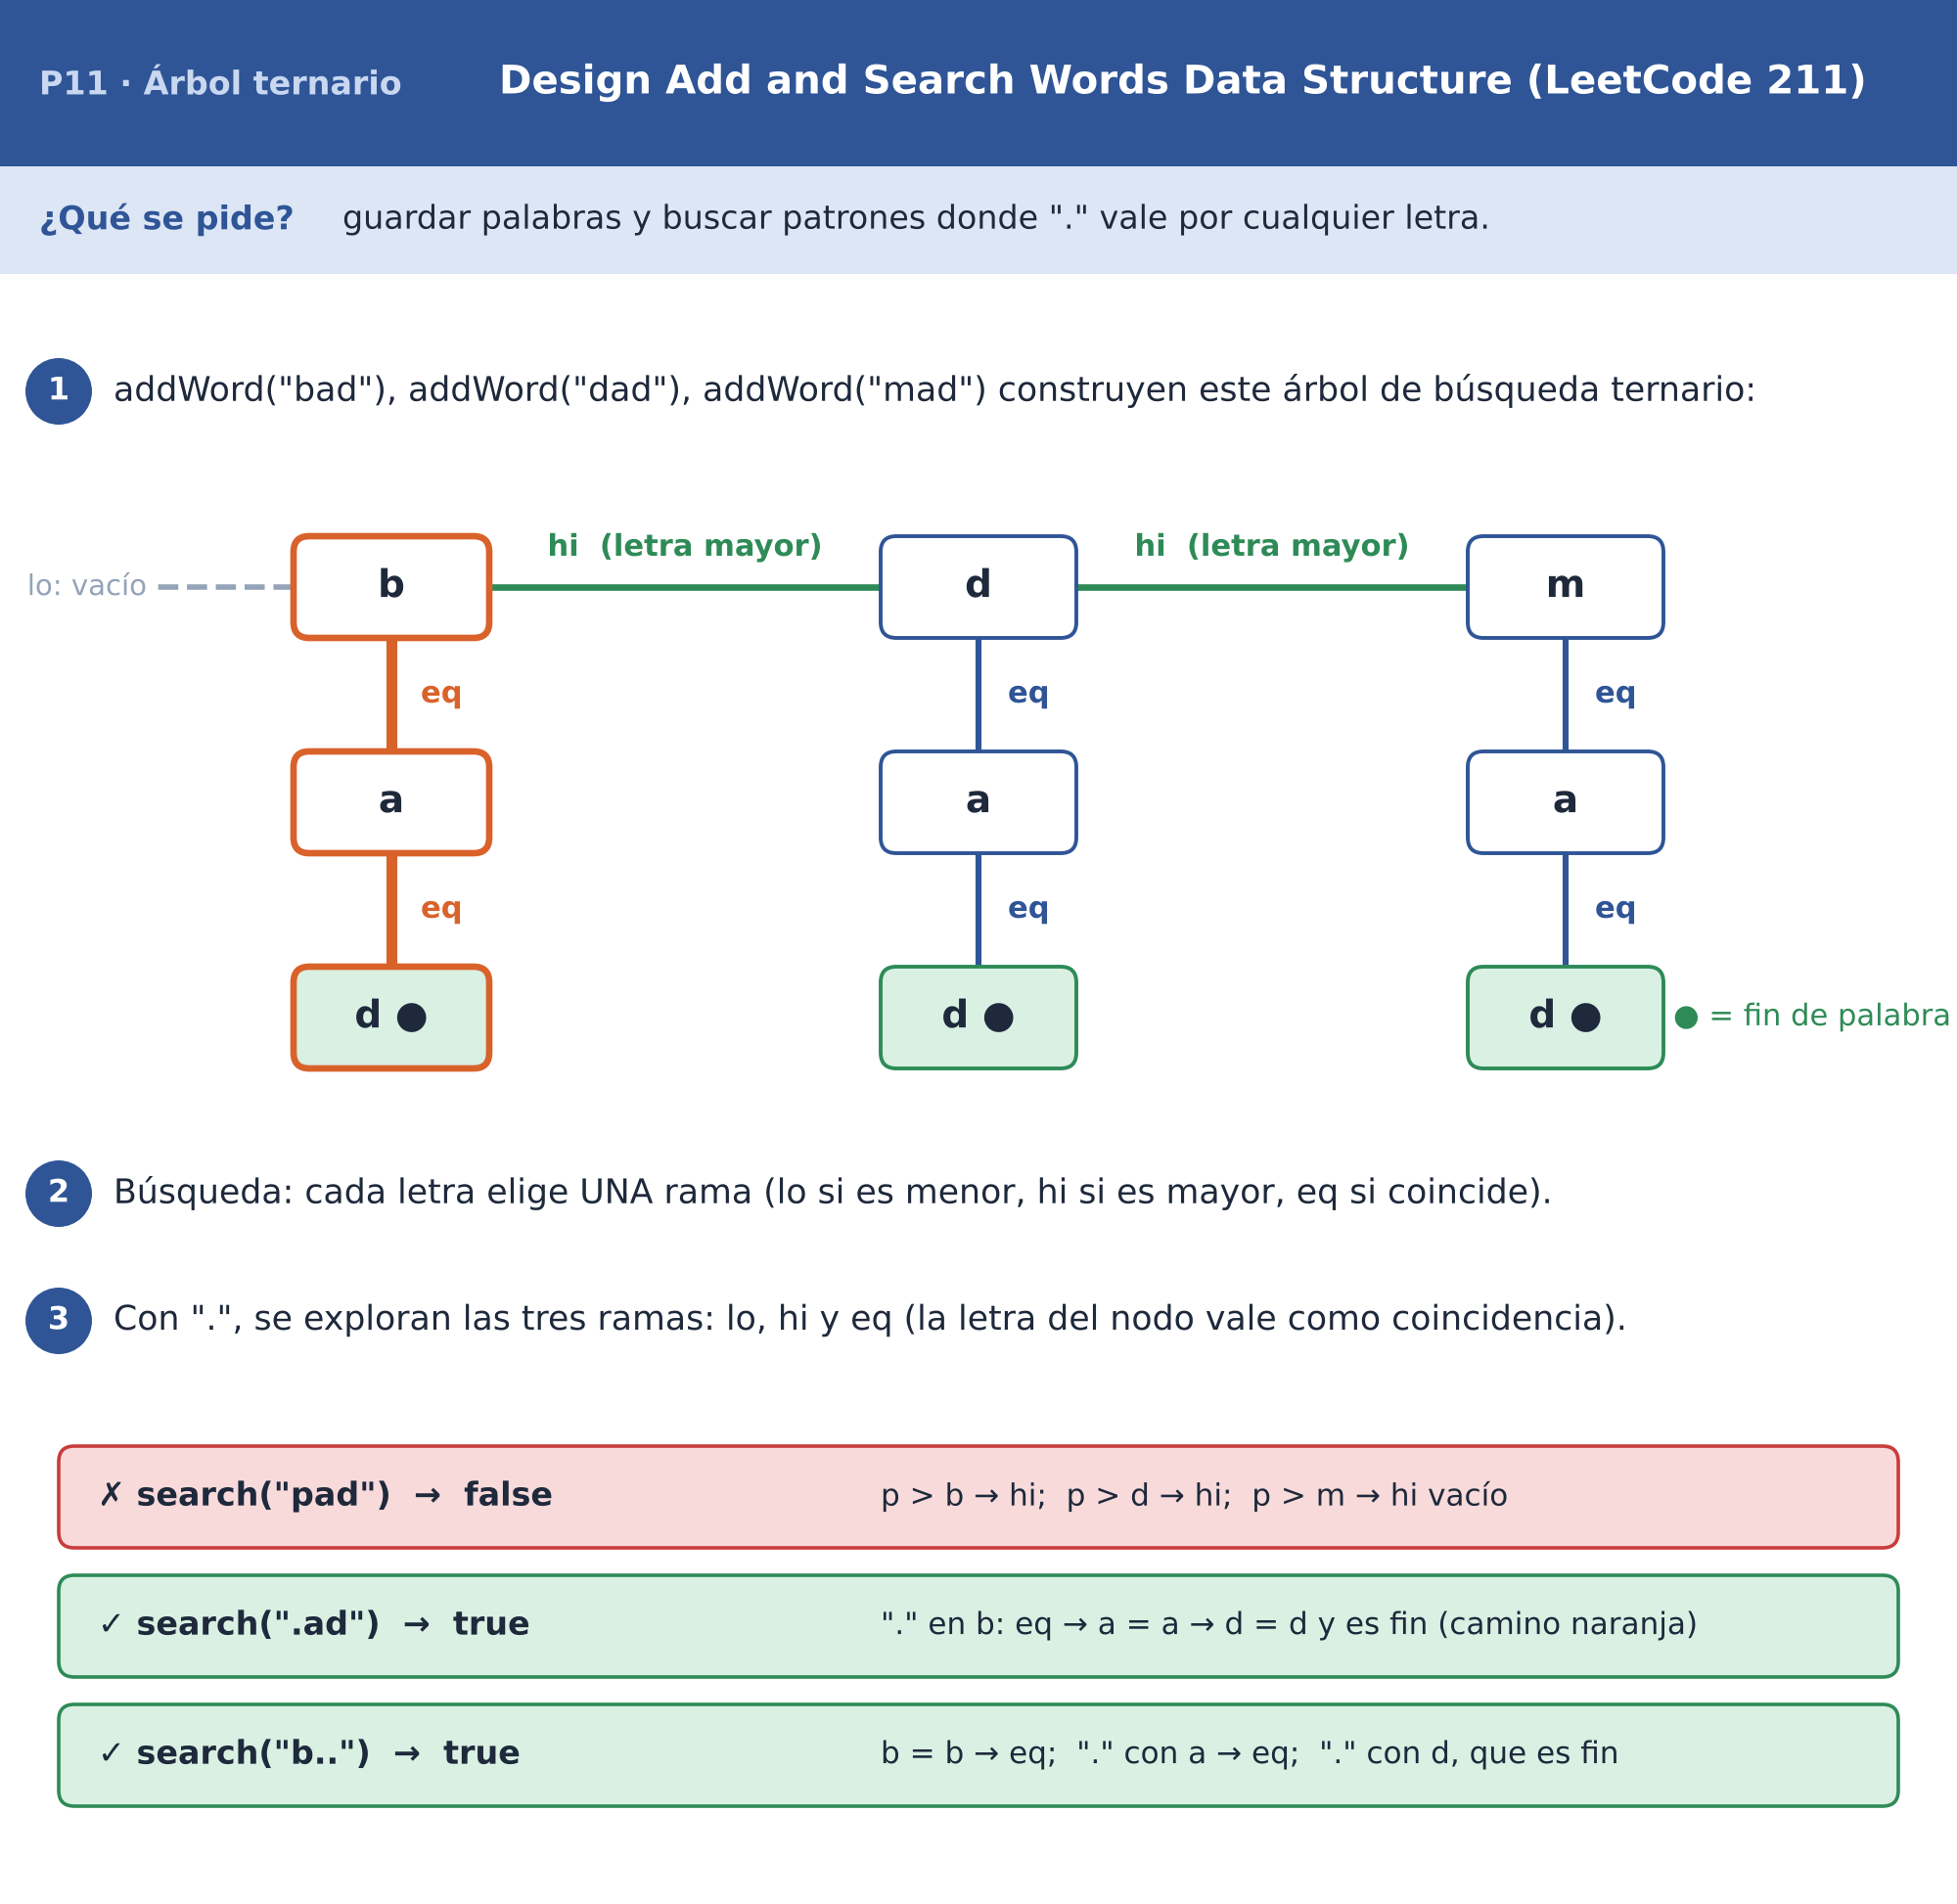 P11 · Árbol ternario Design Add and Search Words Data Structure (LeetCode 211)
¿Qué se pide? guardar palabras y buscar patrones donde "." vale por cualquier letra.
1 addWord("bad"), addWord("dad"), addWord("mad") construyen este árbol de búsqueda ternario:
hi (letra mayor) hi (letra mayor)
lo: vacío b d m
eq eq eq
a a a
eq eq eq
d ● d ● d ● ● = fin de palabra
2 Búsqueda: cada letra elige UNA rama (lo si es menor, hi si es mayor, eq si coincide).
3 Con ".", se exploran las tres ramas: lo, hi y eq (la letra del nodo vale como coincidencia).
✗ search("pad") → false p > b → hi; p > d → hi; p > m → hi vacío
✓ search(".ad") → true "." en b: eq → a = a → d = d y es fin (camino naranja)
✓ search("b..") → true b = b → eq; "." con a → eq; "." con d, que es fin